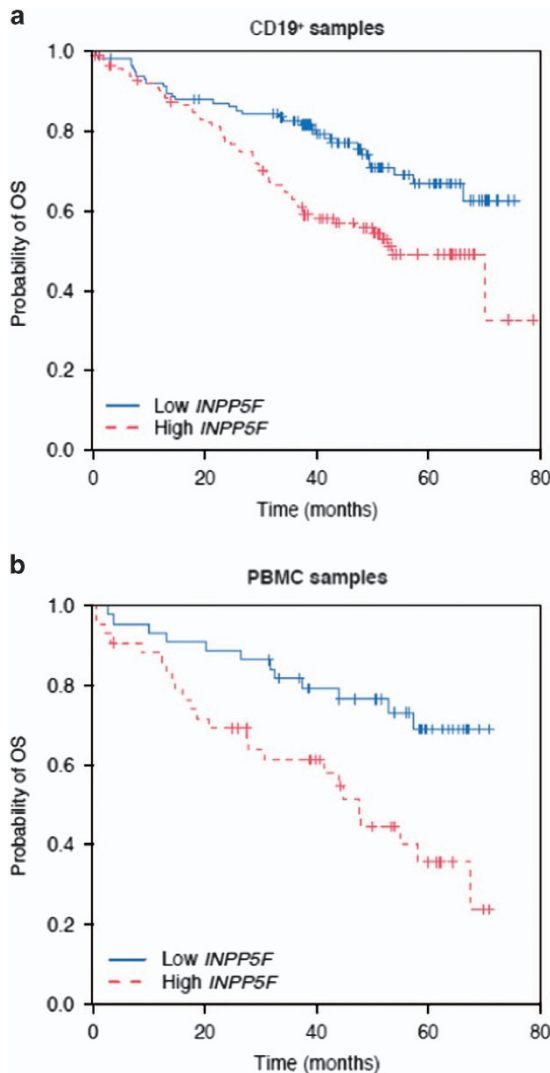 a
CD19+ samples
1.0
0.8
0.6
0.4
0.2
0.0
Probability of OS
Low INPP5F
High INPP5F
0 20 40 60 80
Time (months)
b
PBMC samples
1.0
0.8
0.6
0.4
0.2
0.0
Probability of OS
Low INPP5F
High INPP5F
0 20 40 60 80
Time (months)